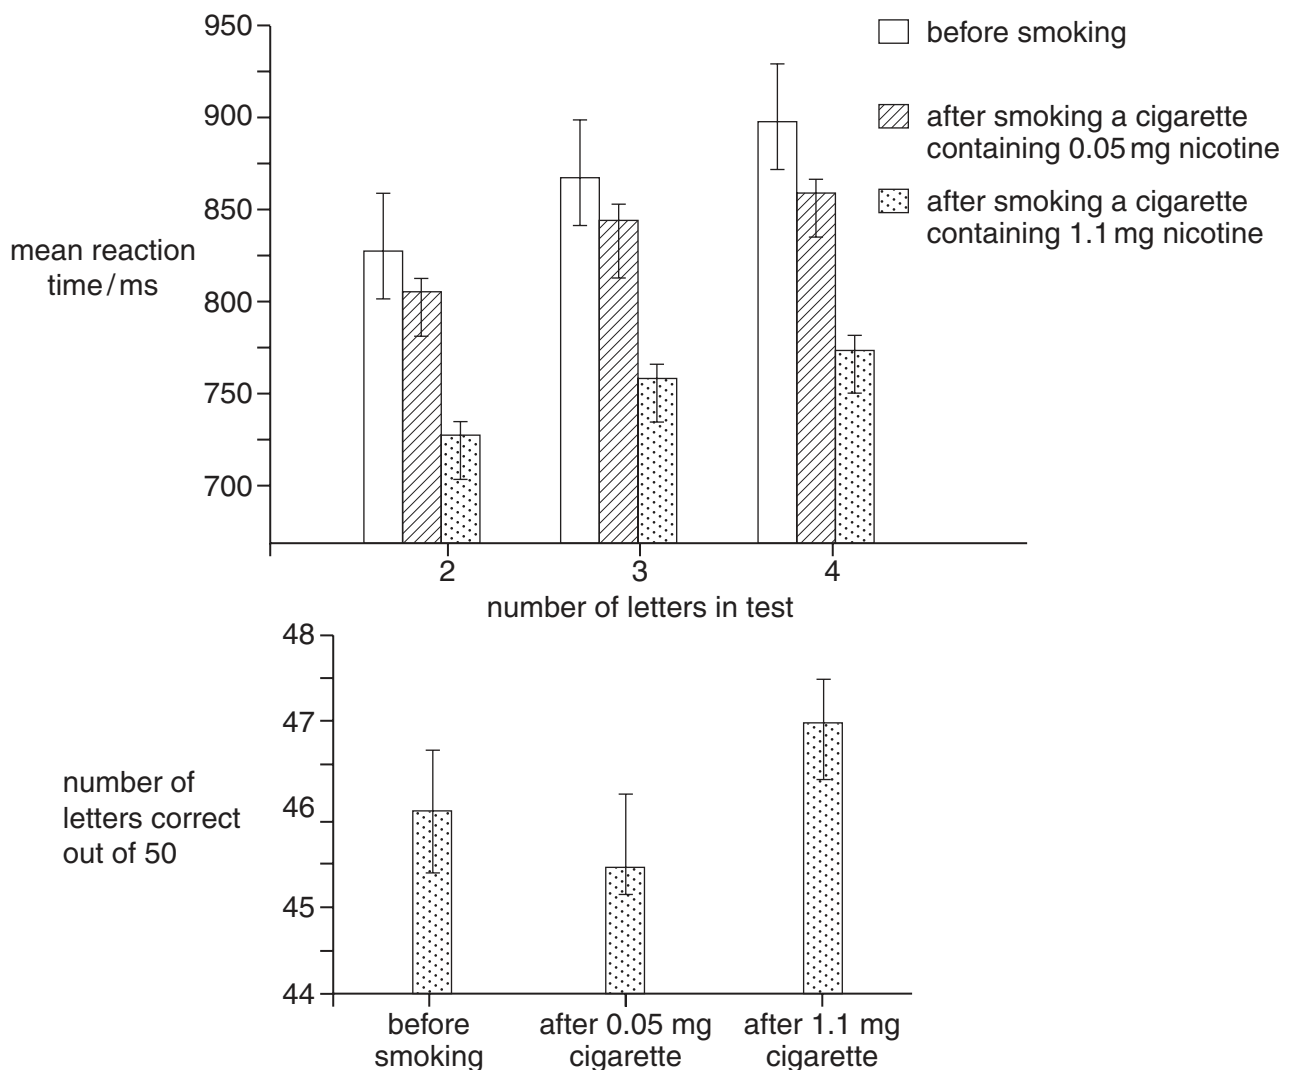 950
900
850
800
750
700
mean reaction
time/ms
before smoking
after smoking a cigarette
containing 0.05 mg nicotine
after smoking a cigarette
containing 1.1 mg nicotine
2
3
4
number of letters in test
48
47
46
45
44
number of
letters correct
out of 50
before
smoking
after 0.05 mg
cigarette
after 1.1 mg
cigarette